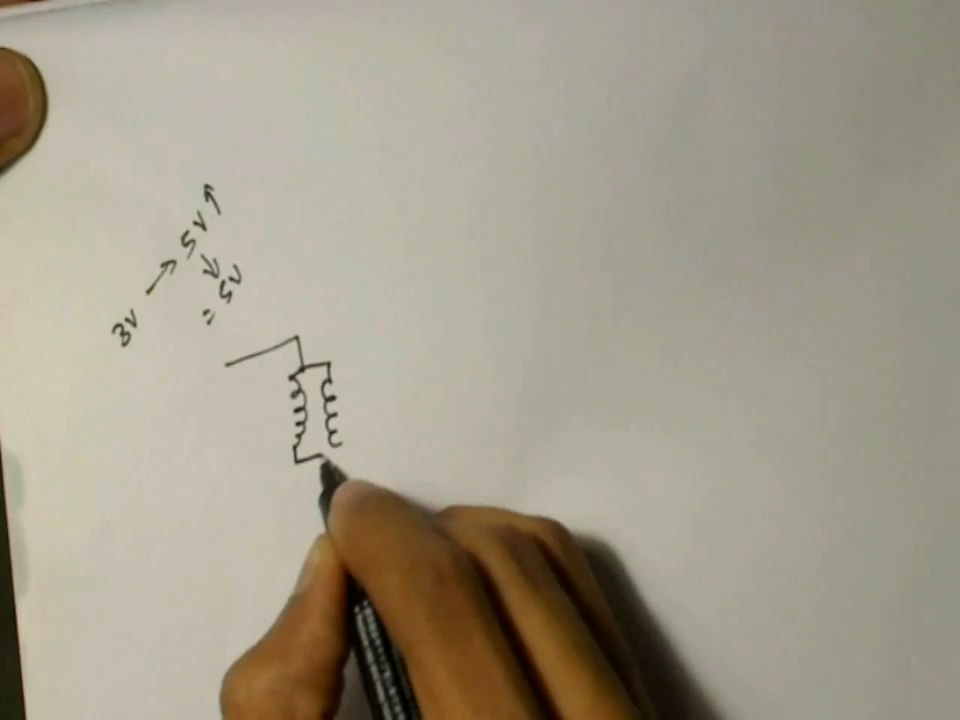 3V → 5V ↑
↓
= 5V